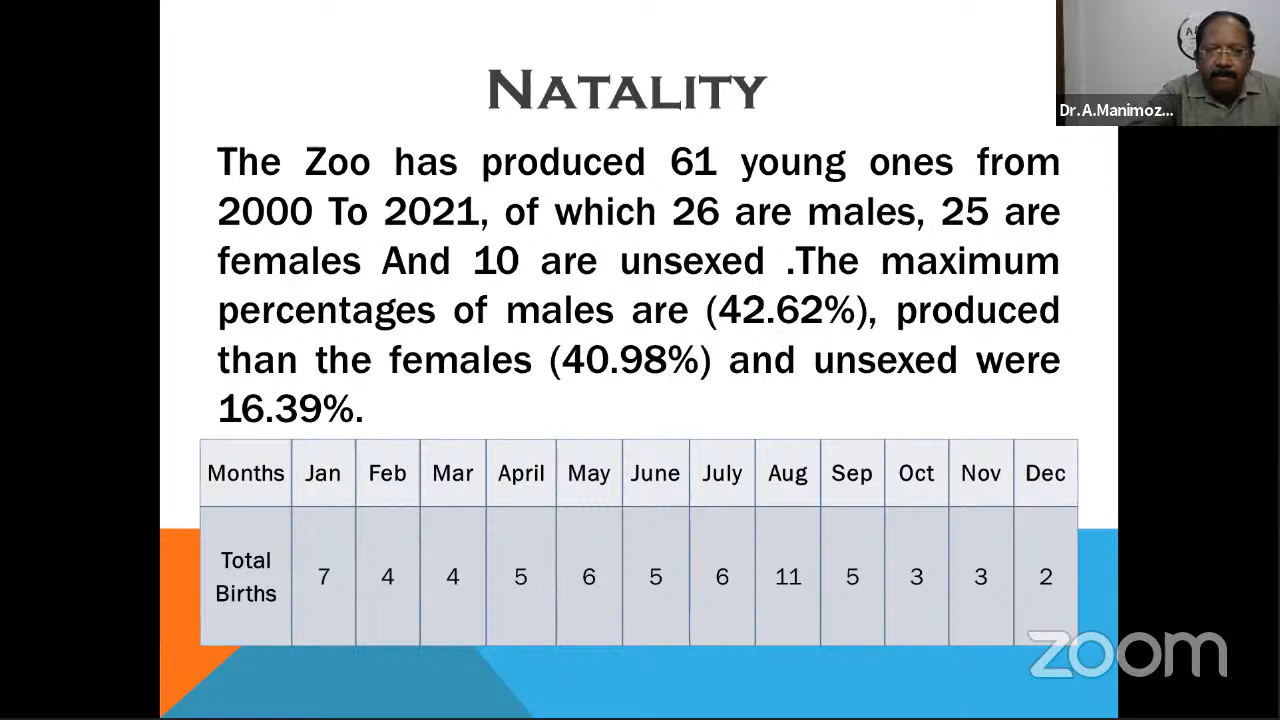 NATALITY
Dr.A.Manimoz...
The Zoo has produced 61 young ones from
2000 To 2021, of which 26 are males, 25 are
females And 10 are unsexed .The maximum
percentages of males are (42.62%), produced
than the females (40.98%) and unsexed were
16.39%.
Months Jan Feb Mar April May June July Aug Sep Oct Nov Dec
Total
Births
7 4 4 5 6 5 6 11 5 3 3 2
zoom